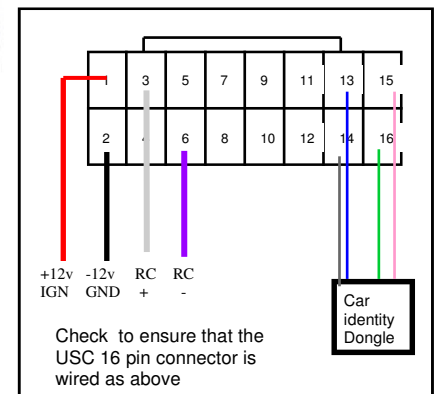 1 3 5 7 9 11 13 15
2 4 6 8 10 12 14 16
+12v -12v RC RC
IGN GND + -
Car
identity
Dongle
Check to ensure that the
USC 16 pin connector is
wired as above